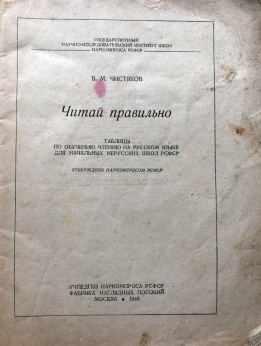 ГОСУДАРСТВЕННЫЙ
НАУЧНО-ИССЛЕДОВАТЕЛЬСКИЙ ИНСТИТУТ ШКОЛ
НАРКОМПРОСА РСФСР
В. М. ЧИСТЯКОВ
Читай правильно
ТАБЛИЦЫ
ПО ОБУЧЕНИЮ ЧТЕНИЮ НА РУССКОМ ЯЗЫКЕ
ДЛЯ НАЧАЛЬНЫХ НЕРУССКИХ ШКОЛ РСФСР
УТВЕРЖДЕНО НАРКОМПРОСОМ РСФСР
УЧПЕДГИЗ НАРКОМПРОСА РСФСР
ФАБРИКА НАГЛЯДНЫХ ПОСОБИЙ
МОСКВА • 1940